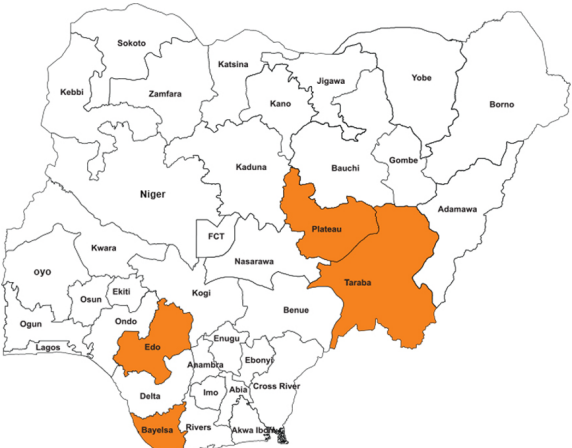 Sokoto
Katsina
Yobe
Jigawa
Kebbi
Zamfara
Kano
Borno
Gombe
Kaduna
Bauchi
Niger
Adamawa
Plateau
FCT
Kwara
Nasarawa
oyo
Taraba
Ekiti
Kogi
Osun
Benue
Ondo
Ogun
Enugu
Lagos
Edo
Ebonyi
Anambra
Cross River
Abia
Imo
Delta
Rivers
Bayelsa
Akwa Ibom